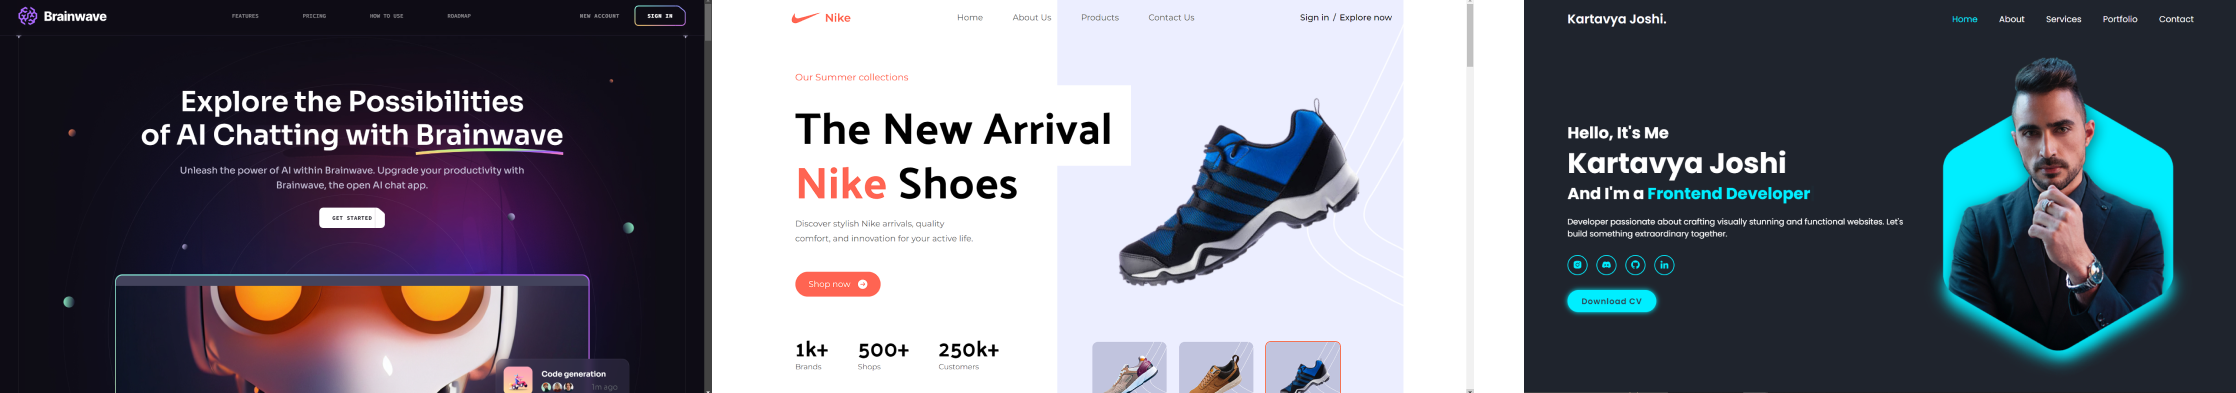 Brainwave
FEATURES
PRICING
HOW TO USE
ROADMAP
NEW ACCOUNT
SIGN IN
Explore the Possibilities
of AI Chatting with Brainwave
Unleash the power of AI within Brainwave. Upgrade your productivity with
Brainwave, the open AI chat app.
GET STARTED
Code generation
1m ago
Nike
Home
About Us
Products
Contact Us
Sign in / Explore now
Our Summer collections
The New Arrival
Nike Shoes
Discover stylish Nike arrivals, quality
comfort, and innovation for your active life.
Shop now
1k+
Brands
500+
Shops
250k+
Customers
Kartavya Joshi.
Home
About
Services
Portfolio
Contact
Hello, It's Me
Kartavya Joshi
And I'm a Frontend Developer
Developer passionate about crafting visually stunning and functional websites. Let's
build something extraordinary together.
in
Download CV